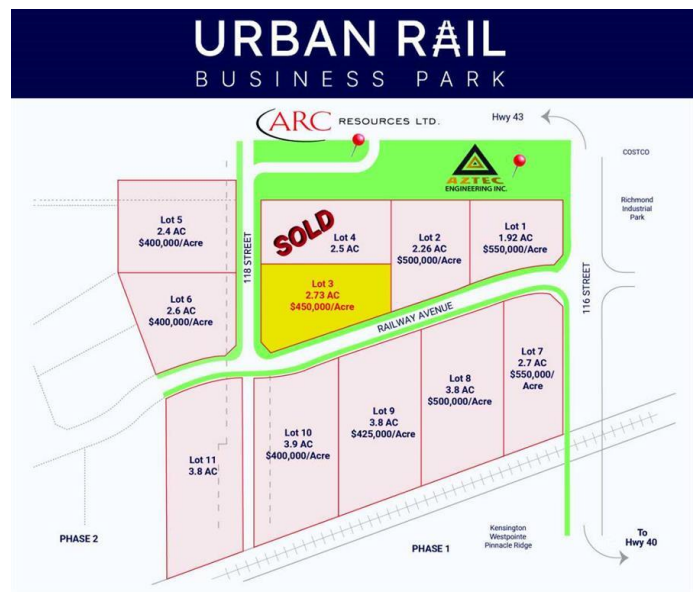 URBAN RAIL
BUSINESS PARK
ARC RESOURCES LTD.
Hwy 43
COSTCO
AZTEC
ENGINEERING INC.
Richmond
Industrial
Park
Lot 5
2.4 AC
$400,000/Acre
118 STREET
SOLD
Lot 4
2.5 AC
Lot 2
2.26 AC
$500,000/Acre
Lot 1
1.92 AC
$550,000/Acre
116 STREET
Lot 6
2.6 AC
$400,000/Acre
Lot 3
2.73 AC
$450,000/Acre
RAILWAY AVENUE
Lot 7
2.7 AC
$550,000/
Acre
Lot 8
3.8 AC
$500,000/Acre
Lot 9
3.8 AC
$425,000/Acre
Lot 10
3.9 AC
$400,000/Acre
Lot 11
3.8 AC
PHASE 2
PHASE 1
Kensington
Westpointe
Pinnacle Ridge
To
Hwy 40